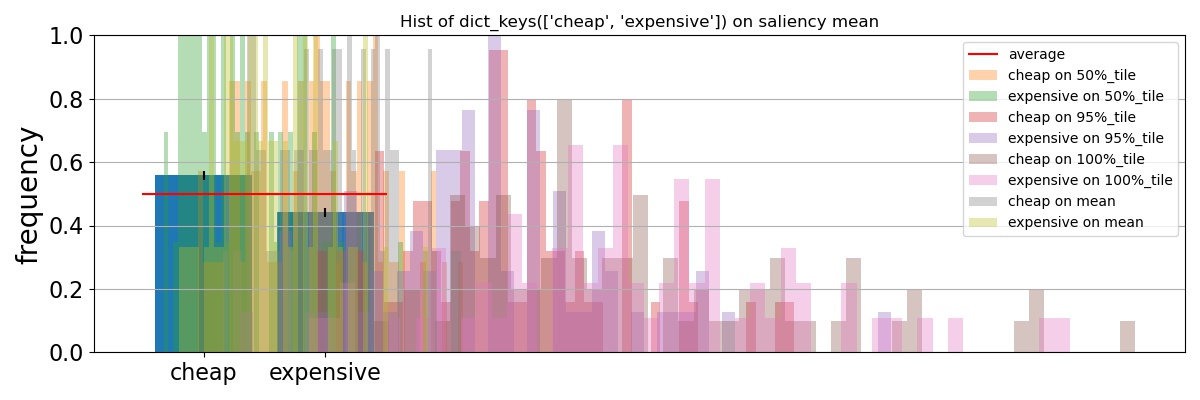 Hist of dict_keys(['cheap', 'expensive']) on saliency mean
frequency
1.0
0.8
0.6
0.4
0.2
0.0
cheap
expensive
average
cheap on 50%_tile
expensive on 50%_tile
cheap on 95%_tile
expensive on 95%_tile
cheap on 100%_tile
expensive on 100%_tile
cheap on mean
expensive on mean